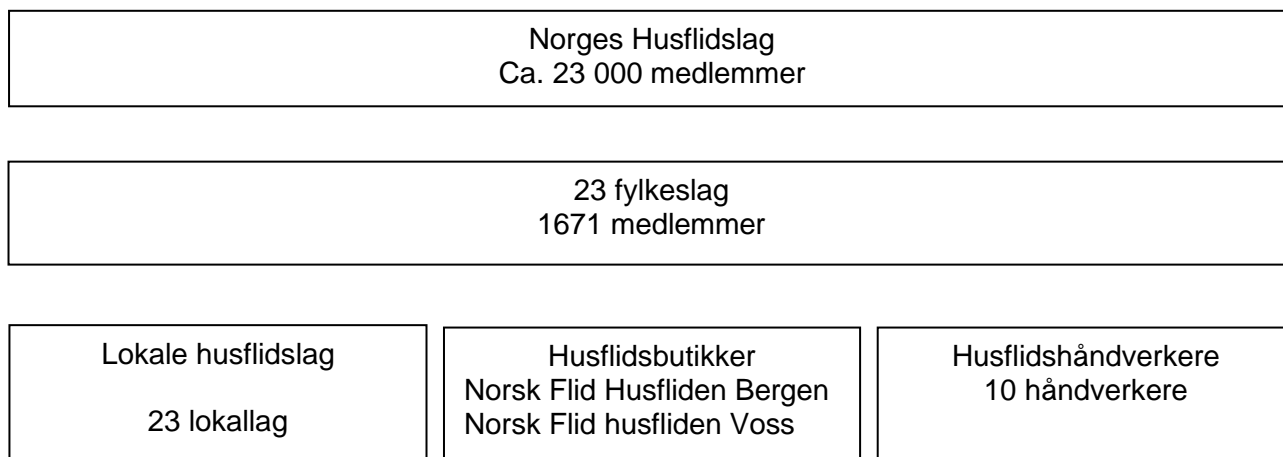 Norges Husflidslag
Ca. 23 000 medlemmer
23 fylkeslag
1671 medlemmer
Lokale husflidslag
23 lokallag
Husflidsbutikker
Norsk Flid Husfliden Bergen
Norsk Flid husfliden Voss
Husflidshåndverkere
10 håndverkere